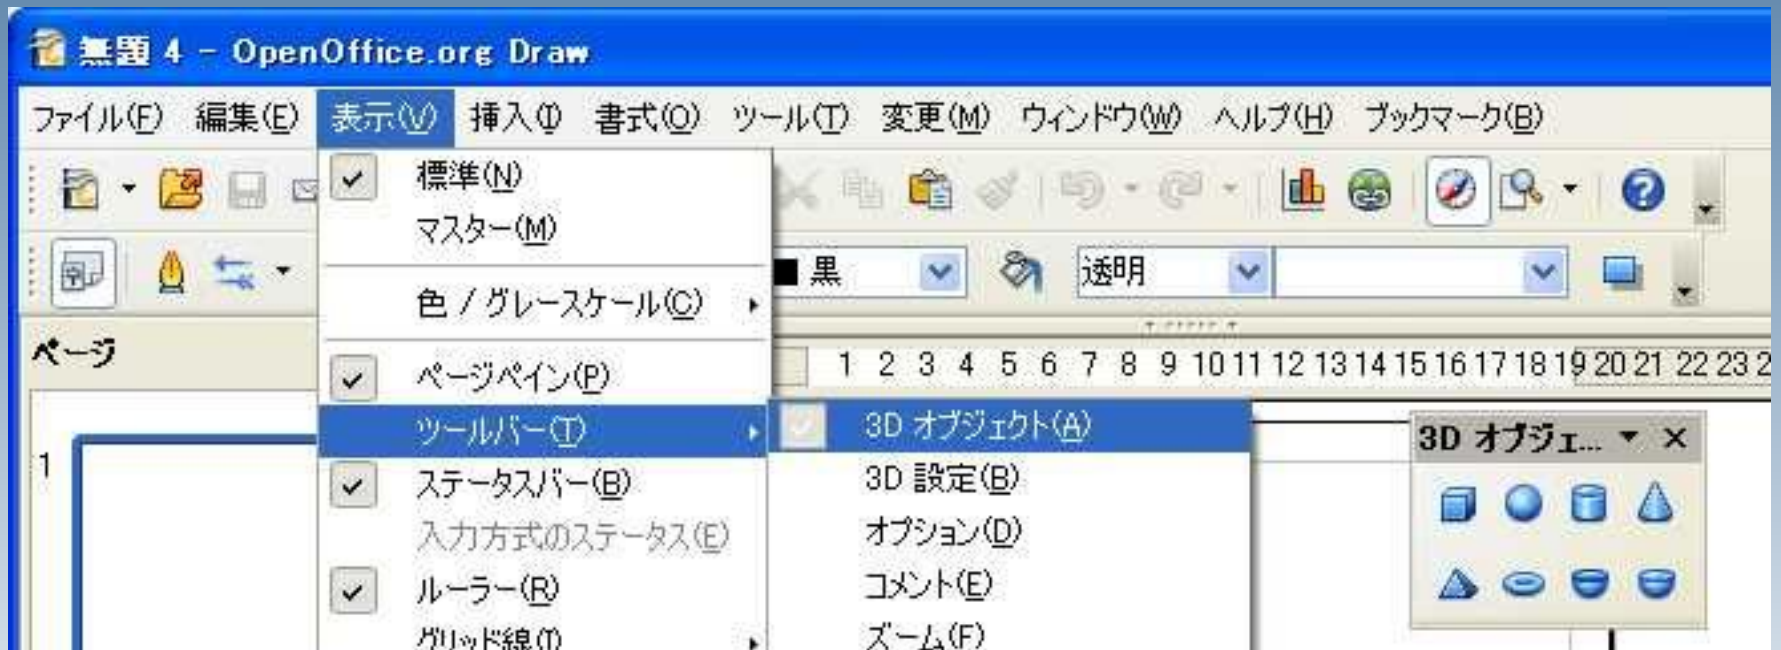 無題 4 - OpenOffice.org Draw
ファイル(F) 編集(E) 表示(V) 挿入(I) 書式(O) ツール(T) 変更(M) ウィンドウ(W) ヘルプ(H) ブックマーク(B)
標準(N)
マスター(M)
黒 透明
色 / グレースケール(C)
ページ
ページペイン(P)
1 2 3 4 5 6 7 8 9 10 11 12 13 14 15 16 17 18 19 20 21 22 23 2
ツールバー(T) 3D オブジェクト(A)
3D オブジェ...
1
ステータスバー(B) 3D 設定(B)
入力方式のステータス(E) オプション(D)
ルーラー(R) コメント(E)
グリッド線(I) ズーム(F)